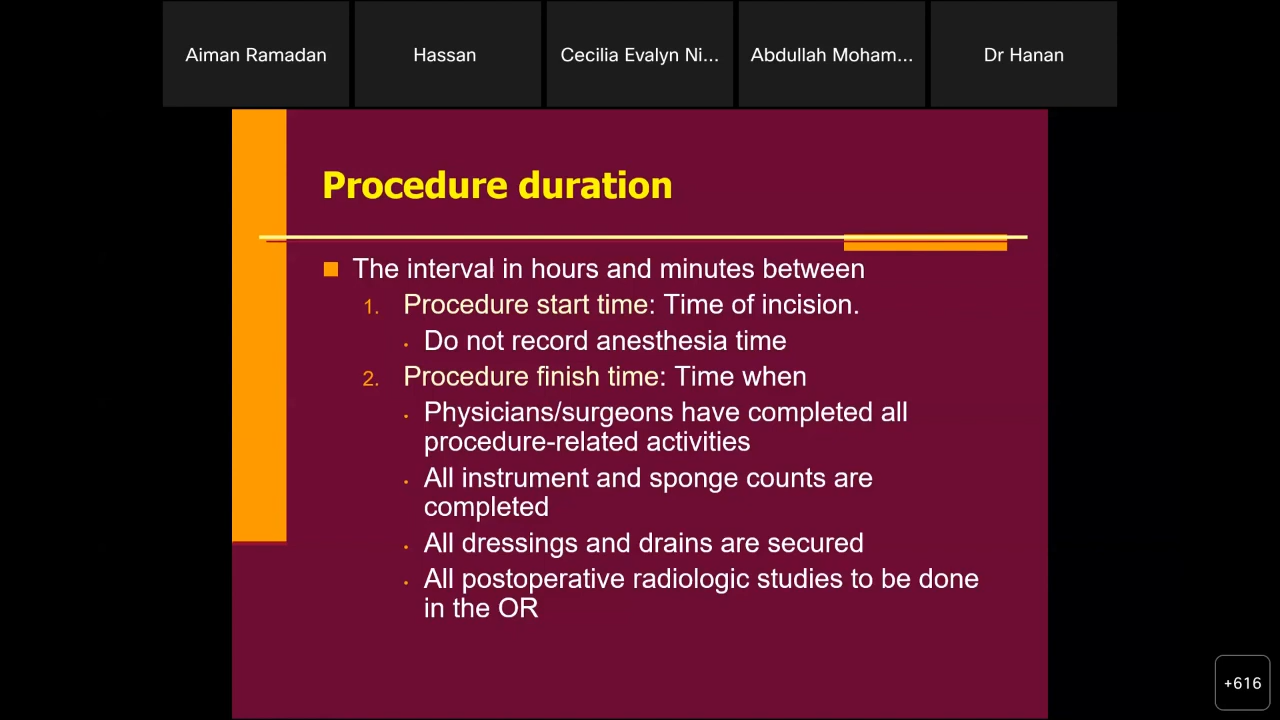 Aiman Ramadan
Hassan
Cecilia Evalyn Ni...
Abdullah Moham...
Dr Hanan
Procedure duration
The interval in hours and minutes between
1. Procedure start time: Time of incision.
• Do not record anesthesia time
2. Procedure finish time: Time when
• Physicians/surgeons have completed all
procedure-related activities
• All instrument and sponge counts are
completed
• All dressings and drains are secured
• All postoperative radiologic studies to be done
in the OR
+616